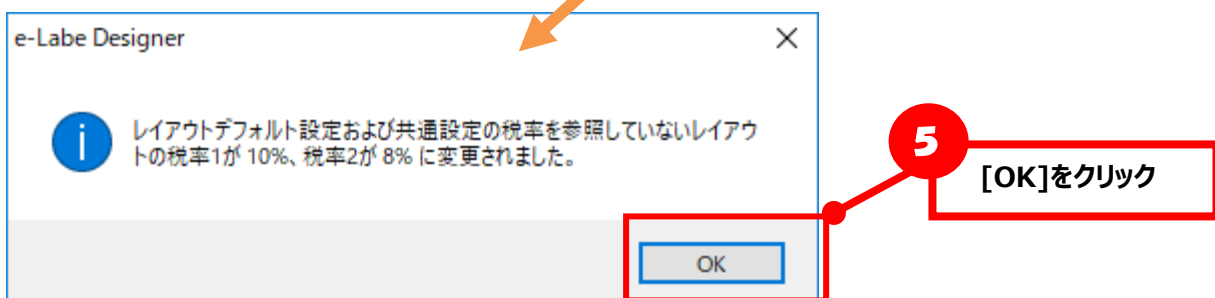 e-Labe Designer
レイアウトデフォルト設定および共通設定の税率を参照していないレイアウ
トの税率1が 10%、税率2が 8% に変更されました。
OK
5
[OK]をクリック